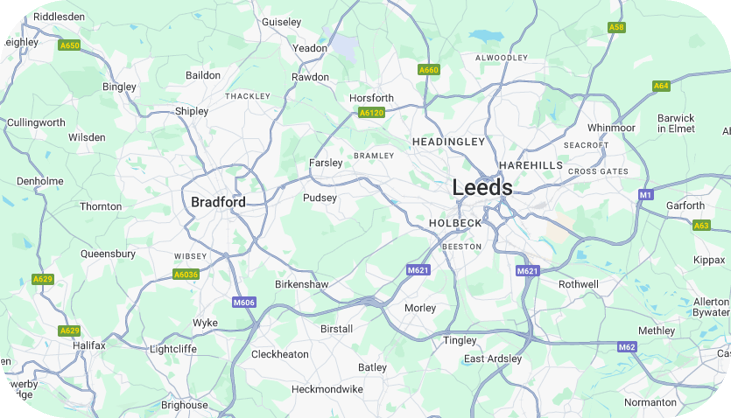 Riddlesden
Guiseley
A58
eighley
A650
Yeadon
ALWOODLEY
Baildon
Rawdon
A660
Bingley
A64
THACKLEY
Horsforth
Shipley
A6120
Cullingworth
Whinmoor
Barwick
in Elmet
Wilsden
HEADINGLEY
SEACROFT
Farsley
BRAMLEY
HAREHILLS
CROSS GATES
Denholme
Leeds
M1
Bradford
Pudsey
Thornton
Garforth
HOLBECK
A63
BEETON
Queensbury
WIBSEY
Kippax
A629
A6036
M621
M621
Birkenshaw
Rothwell
M606
Morley
Allerton
Bywater
Wyke
Birstall
A629
Methley
Halifax
Lightcliffe
Tingley
M62
Cleckheaton
East Ardsley
Batley
werby
dge
Heckmondwike
Brighouse
Normanton